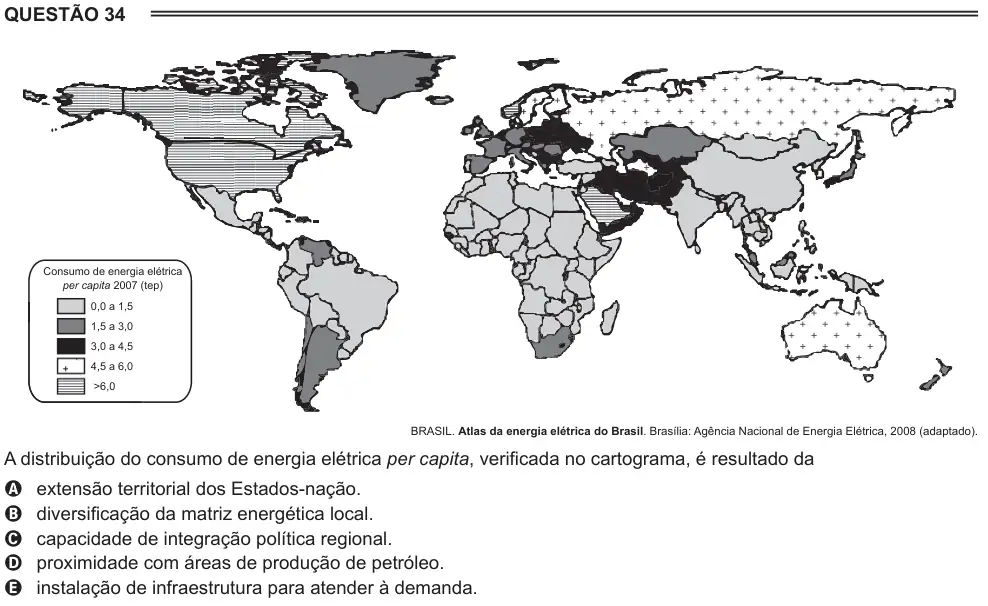 QUESTÃO 34
Consumo de energia elétrica
per capita 2007 (tep)
0,0 a 1,5
1,5 a 3,0
3,0 a 4,5
4,5 a 6,0
>6,0
BRASIL. Atlas da energia elétrica do Brasil. Brasília: Agência Nacional de Energia Elétrica, 2008 (adaptado).
A distribuição do consumo de energia elétrica per capita, verificada no cartograma, é resultado da
A extensão territorial dos Estados-nação.
B diversificação da matriz energética local.
C capacidade de integração política regional.
D proximidade com áreas de produção de petróleo.
E instalação de infraestrutura para atender à demanda.